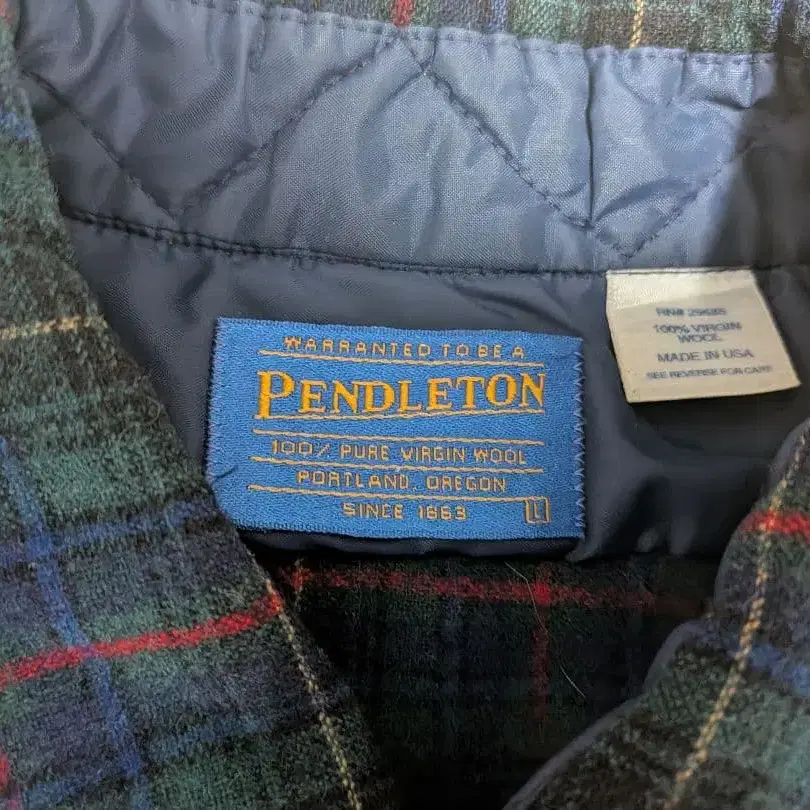 WARRANTED TO BE A
PENDLETON
100% PURE VIRGIN WOOL
PORTLAND, OREGON
SINCE 1863
L
RN#
100% VIRGIN
WOOL
MADE IN USA
SEE REVERSE FOR CARE